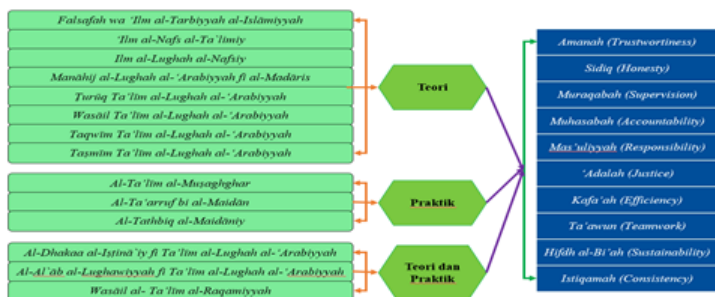 Falsafah wa 'Ilm al-Tarbiyyah al-Islāmiyyah
'Ilm al-Nafs al-Ta'līmiy
Ilm al-Lughah al-Nafsiy
Manāhij al-Lughah al-'Arabiyyah fī al-Madāris
Ṭurūq Ta'līm al-Lughah al-'Arabiyyah
Wasāil Ta'līm al-Lughah al-'Arabiyyah
Taqwīm Ta'līm al-Lughah al-'Arabiyyah
Taṣmīm Ta'līm al-Lughah al-'Arabiyyah
Teori
Al-Ta'līm al-Muṣaghghar
Al-Ta'arruf bi al-Maidān
Al-Tathbiq al-Maidāniy
Praktik
Al-Dhakaa al-Iṣṭinā'iy fī Ta'līm al-Lughah al-'Arabiyyah
Al-Al'āb al-Lughawiyyah fī Ta'līm al-Lughah al-'Arabiyyah
Wasāil al- Ta'līm al-Raqamiyyah
Teori dan
Praktik
Amanah (Trustwortiness)
Sidiq (Honesty)
Muraqabah (Supervision)
Muhasabah (Accountability)
Mas'uliyyah (Responsibility)
'Adalah (Justice)
Kafa'ah (Efficiency)
Ta'awun (Teamwork)
Hifdh al-Bi'ah (Sustainability)
Istiqamah (Consistency)